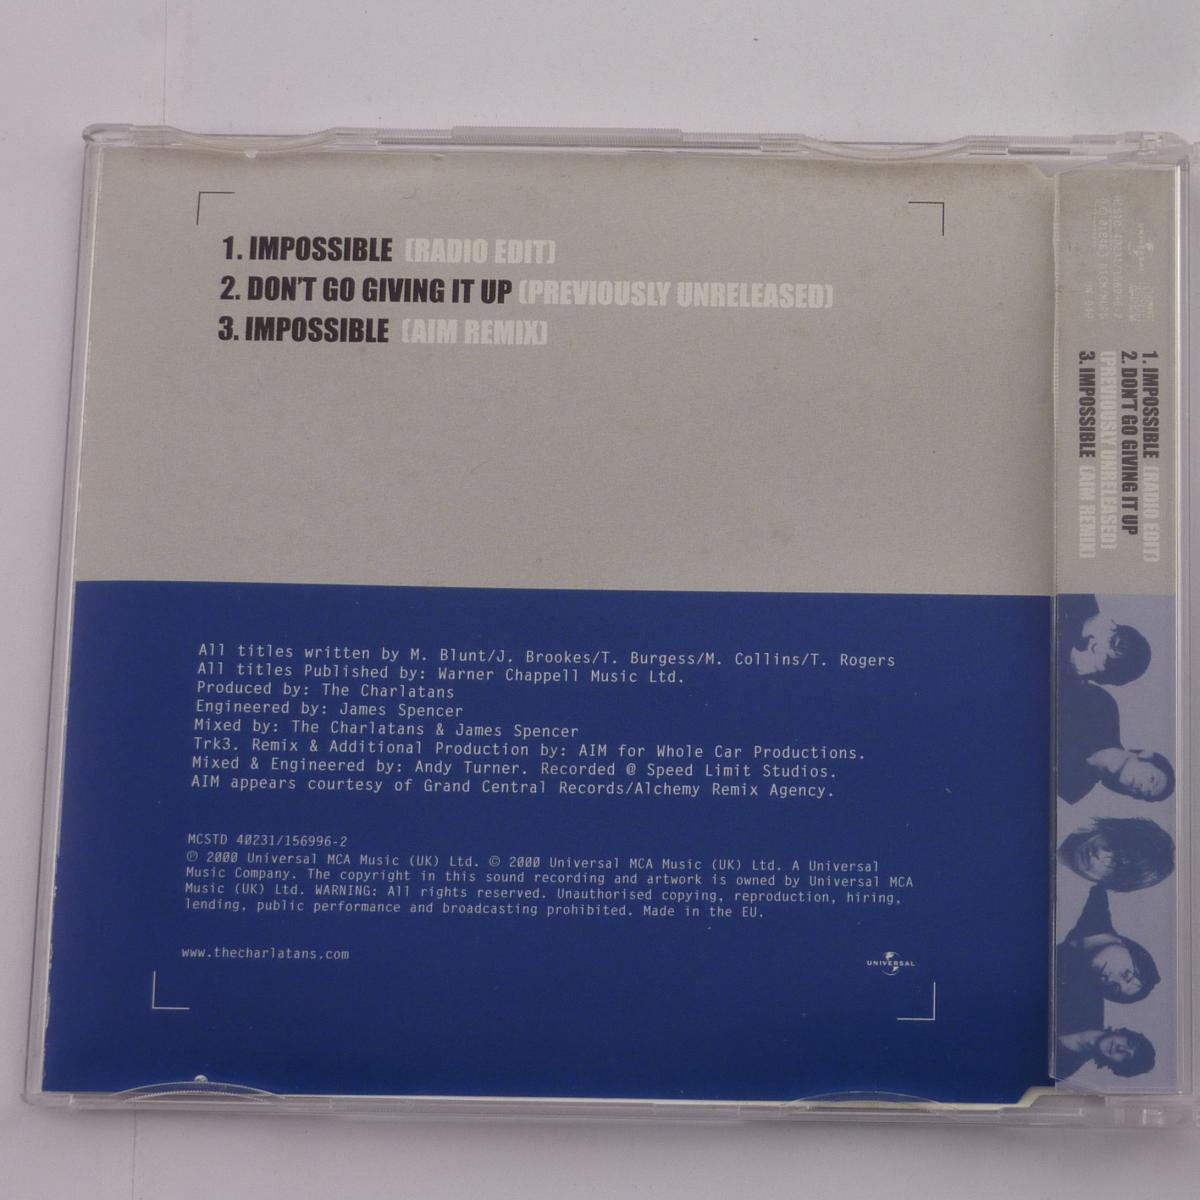 1. IMPOSSIBLE (RADIO EDIT)
2. DON'T GO GIVING IT UP (PREVIOUSLY UNRELEASED)
3. IMPOSSIBLE (AIM REMIX)
All titles written by M. Blunt/J. Brookes/T. Burgess/M. Collins/T. Rogers
All titles Published by: Warner Chappell Music Ltd.
Produced by: The Charlatans
Engineered by: James Spencer
Mixed by: The Charlatans & James Spencer
Trk3. Remix & Additional Production by: AIM for Whole Car Productions.
Mixed & Engineered by: Andy Turner. Recorded @ Speed Limit Studios.
AIM appears courtesy of Grand Central Records/Alchemy Remix Agency.
MCSTD 40231/156996-2
℗ 2000 Universal MCA Music (UK) Ltd. © 2000 Universal MCA Music (UK) Ltd. A Universal
Music Company. The copyright in this sound recording and artwork is owned by Universal MCA
Music (UK) Ltd. WARNING: All rights reserved. Unauthorised copying, reproduction, hiring,
lending, public performance and broadcasting prohibited. Made in the EU.
www.thecharlatans.com
UNIVERSAL
UNIVERSAL
MCSTD 40231/156996-2
1. IMPOSSIBLE (RADIO EDIT)
2. DON'T GO GIVING IT UP
(PREVIOUSLY UNRELEASED)
3. IMPOSSIBLE (AIM REMIX)